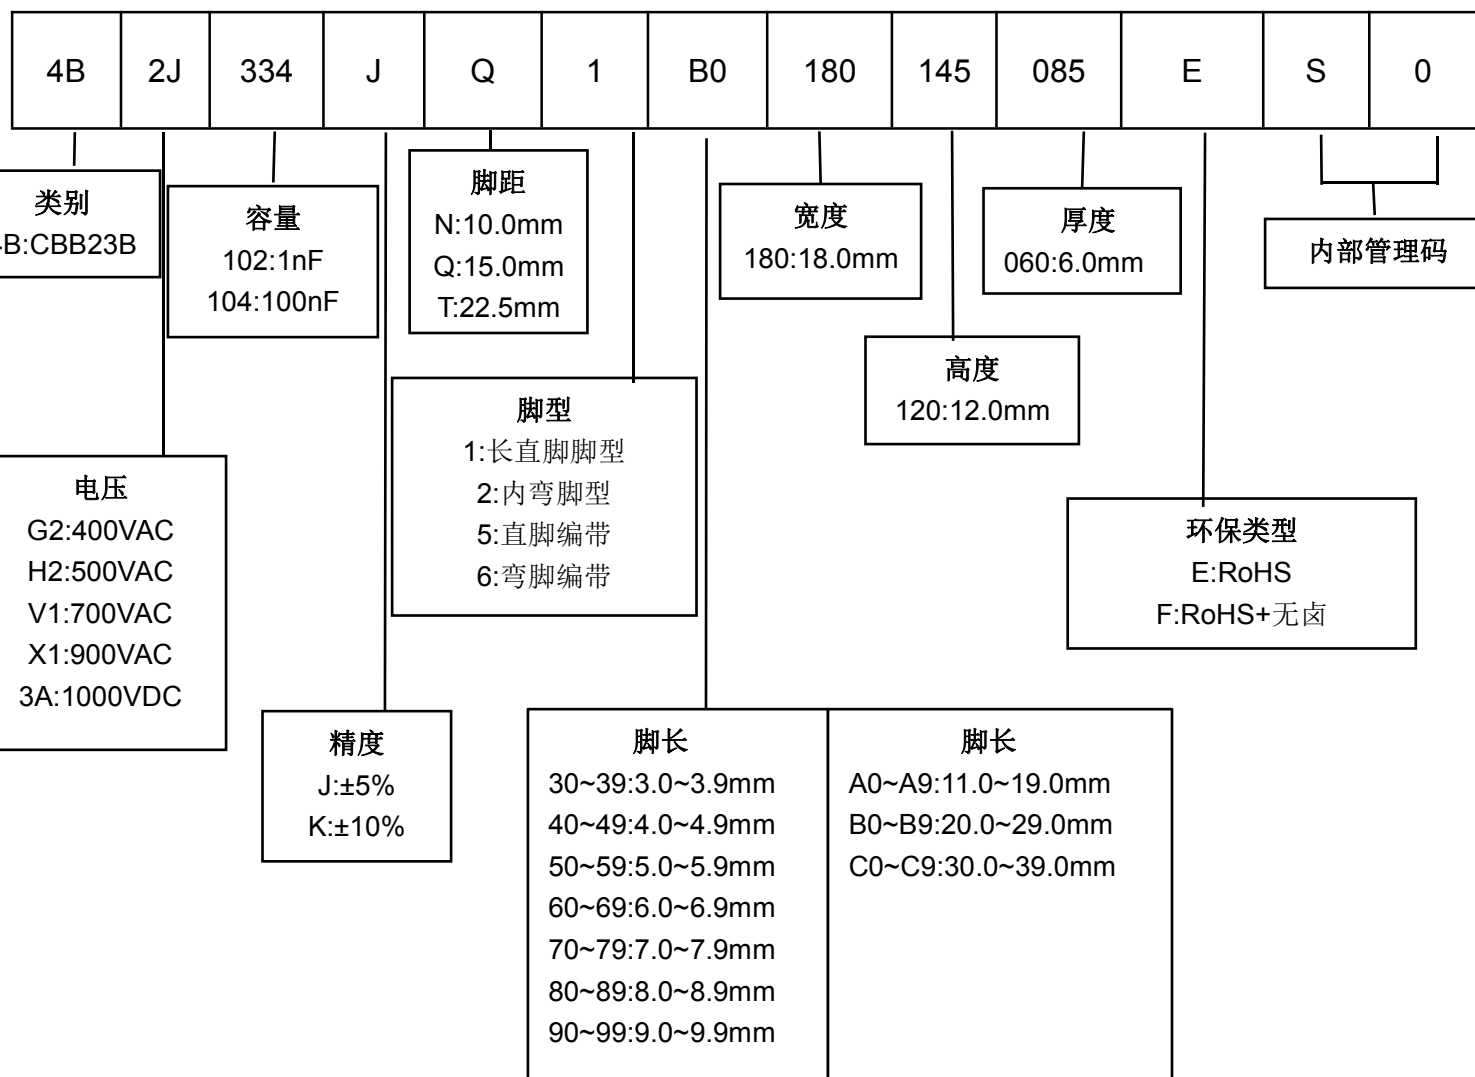 4B 2J 334 J Q 1 B0 180 145 085 E S 0
类别
B:CBB23B
容量
102:1nF
104:100nF
脚距
N:10.0mm
Q:15.0mm
T:22.5mm
宽度
180:18.0mm
厚度
060:6.0mm
内部管理码
高度
120:12.0mm
脚型
1:长直脚脚型
2:内弯脚型
5:直脚编带
6:弯脚编带
电压
G2:400VAC
H2:500VAC
V1:700VAC
X1:900VAC
3A:1000VDC
环保类型
E:RoHS
F:RoHS+无卤
精度
J:±5%
K:±10%
脚长
30~39:3.0~3.9mm
40~49:4.0~4.9mm
50~59:5.0~5.9mm
60~69:6.0~6.9mm
70~79:7.0~7.9mm
80~89:8.0~8.9mm
90~99:9.0~9.9mm
脚长
A0~A9:11.0~19.0mm
B0~B9:20.0~29.0mm
C0~C9:30.0~39.0mm